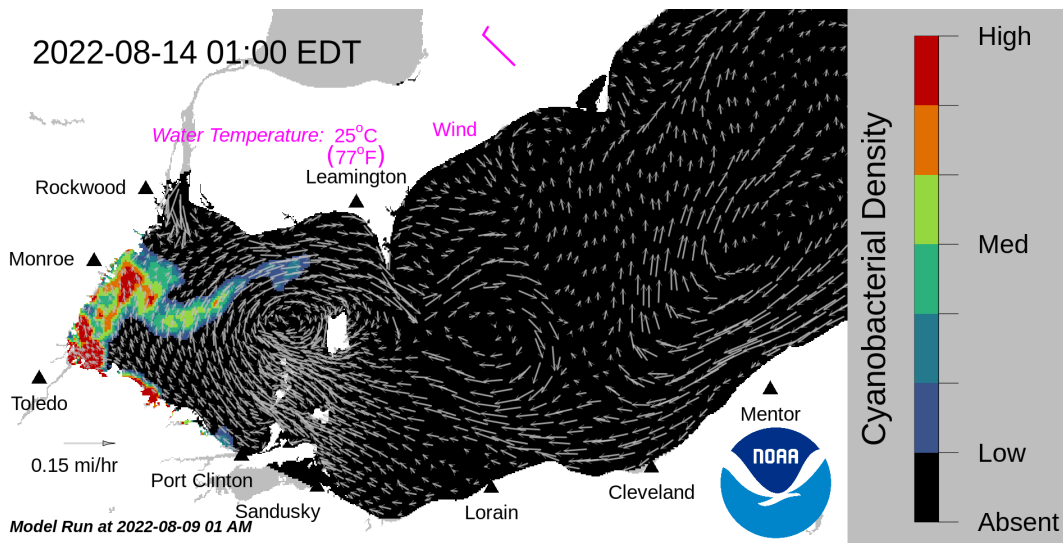 2022-08-14 01:00 EDT
Water Temperature: 25°C
(77°F)
Wind
Leamington
Rockwood
Monroe
Toledo
0.15 mi/hr
Port Clinton
Sandusky
Lorain
Cleveland
Mentor
NOAA
Model Run at 2022-08-09 01 AM
Cyanobacterial Density
High
Med
Low
Absent